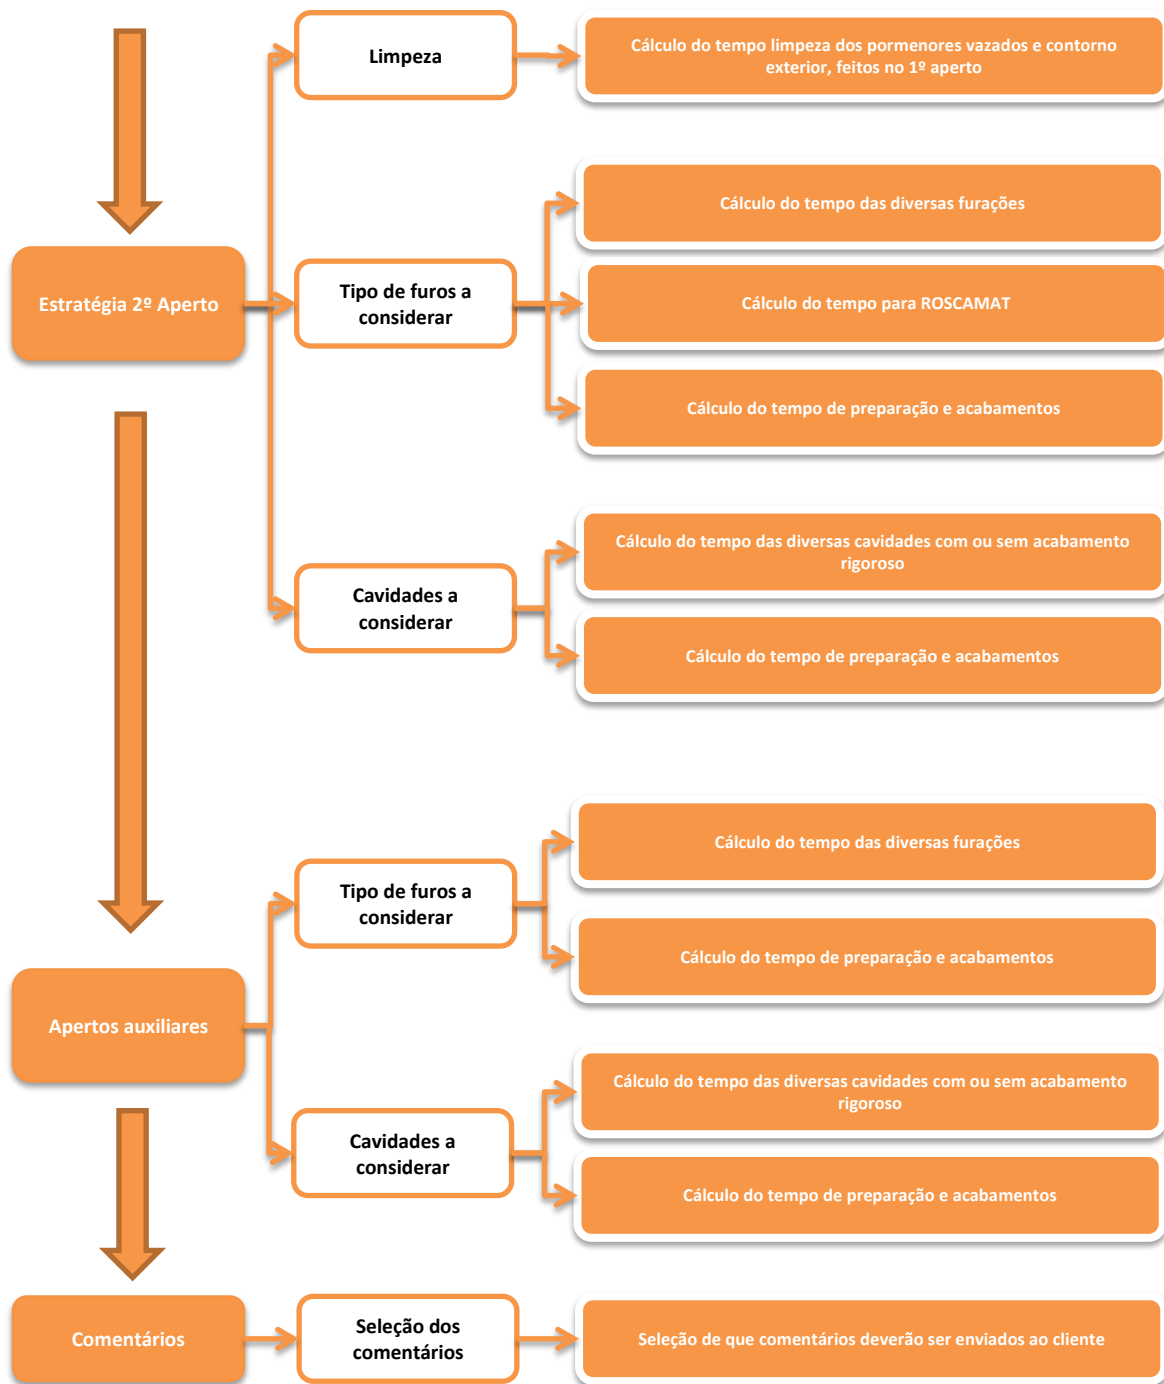 Limpeza
Cálculo do tempo limpeza dos pormenores vazados e contorno
exterior, feitos no 1º aperto
Estratégia 2º Aperto
Tipo de furos a
considerar
Cálculo do tempo das diversas furações
Cálculo do tempo para ROSCAMAT
Cálculo do tempo de preparação e acabamentos
Cavidades a
considerar
Cálculo do tempo das diversas cavidades com ou sem acabamento
rigoroso
Cálculo do tempo de preparação e acabamentos
Apertos auxiliares
Tipo de furos a
considerar
Cálculo do tempo das diversas furações
Cálculo do tempo de preparação e acabamentos
Cavidades a
considerar
Cálculo do tempo das diversas cavidades com ou sem acabamento
rigoroso
Cálculo do tempo de preparação e acabamentos
Comentários
Seleção dos
comentários
Seleção de que comentários deverão ser enviados ao cliente